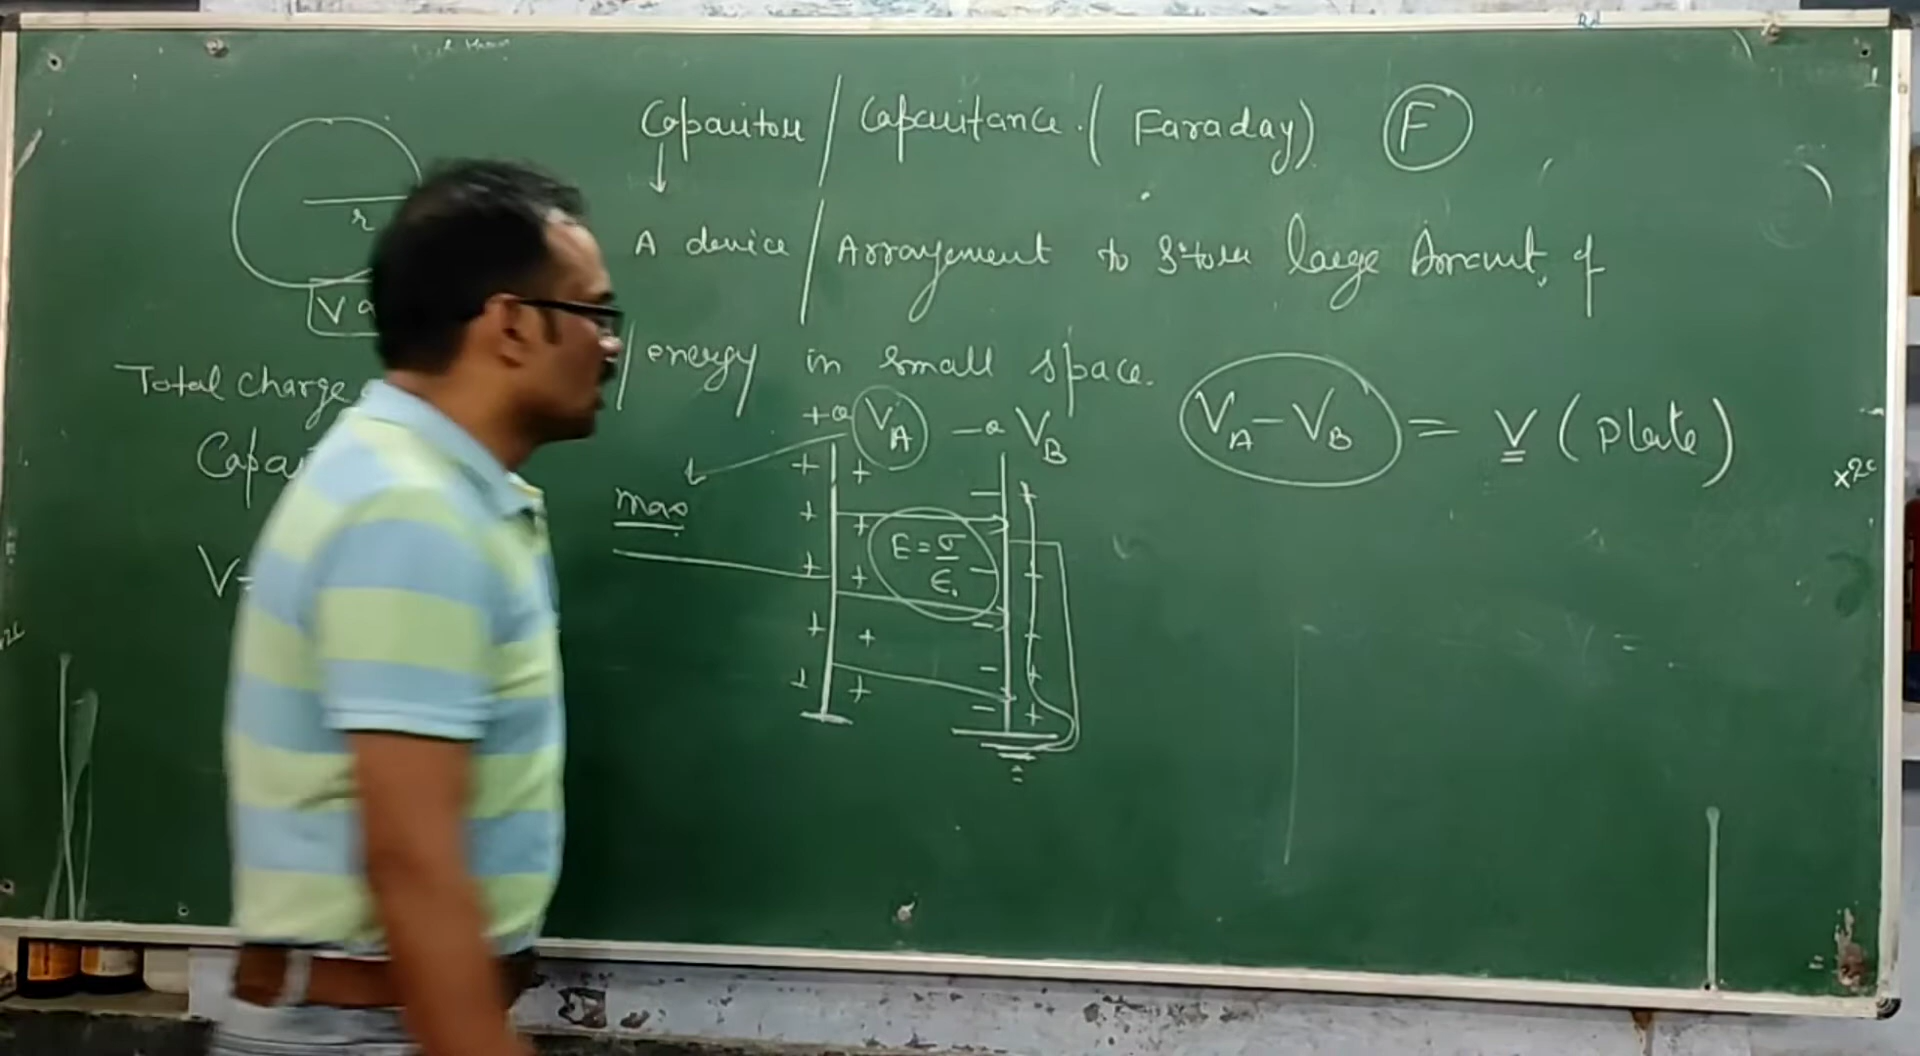 Capacitor / Capacitance. ( Faraday) F
A device / Arrangement to store large Amount of
/ energy in small space.
r
V
Total charge
Capa
V
+Q VA -Q VB
VA - VB = V ( Plate )
max
+ + + + + + + + + +
E = σ/ε₀
- - - - -
+ + + + +